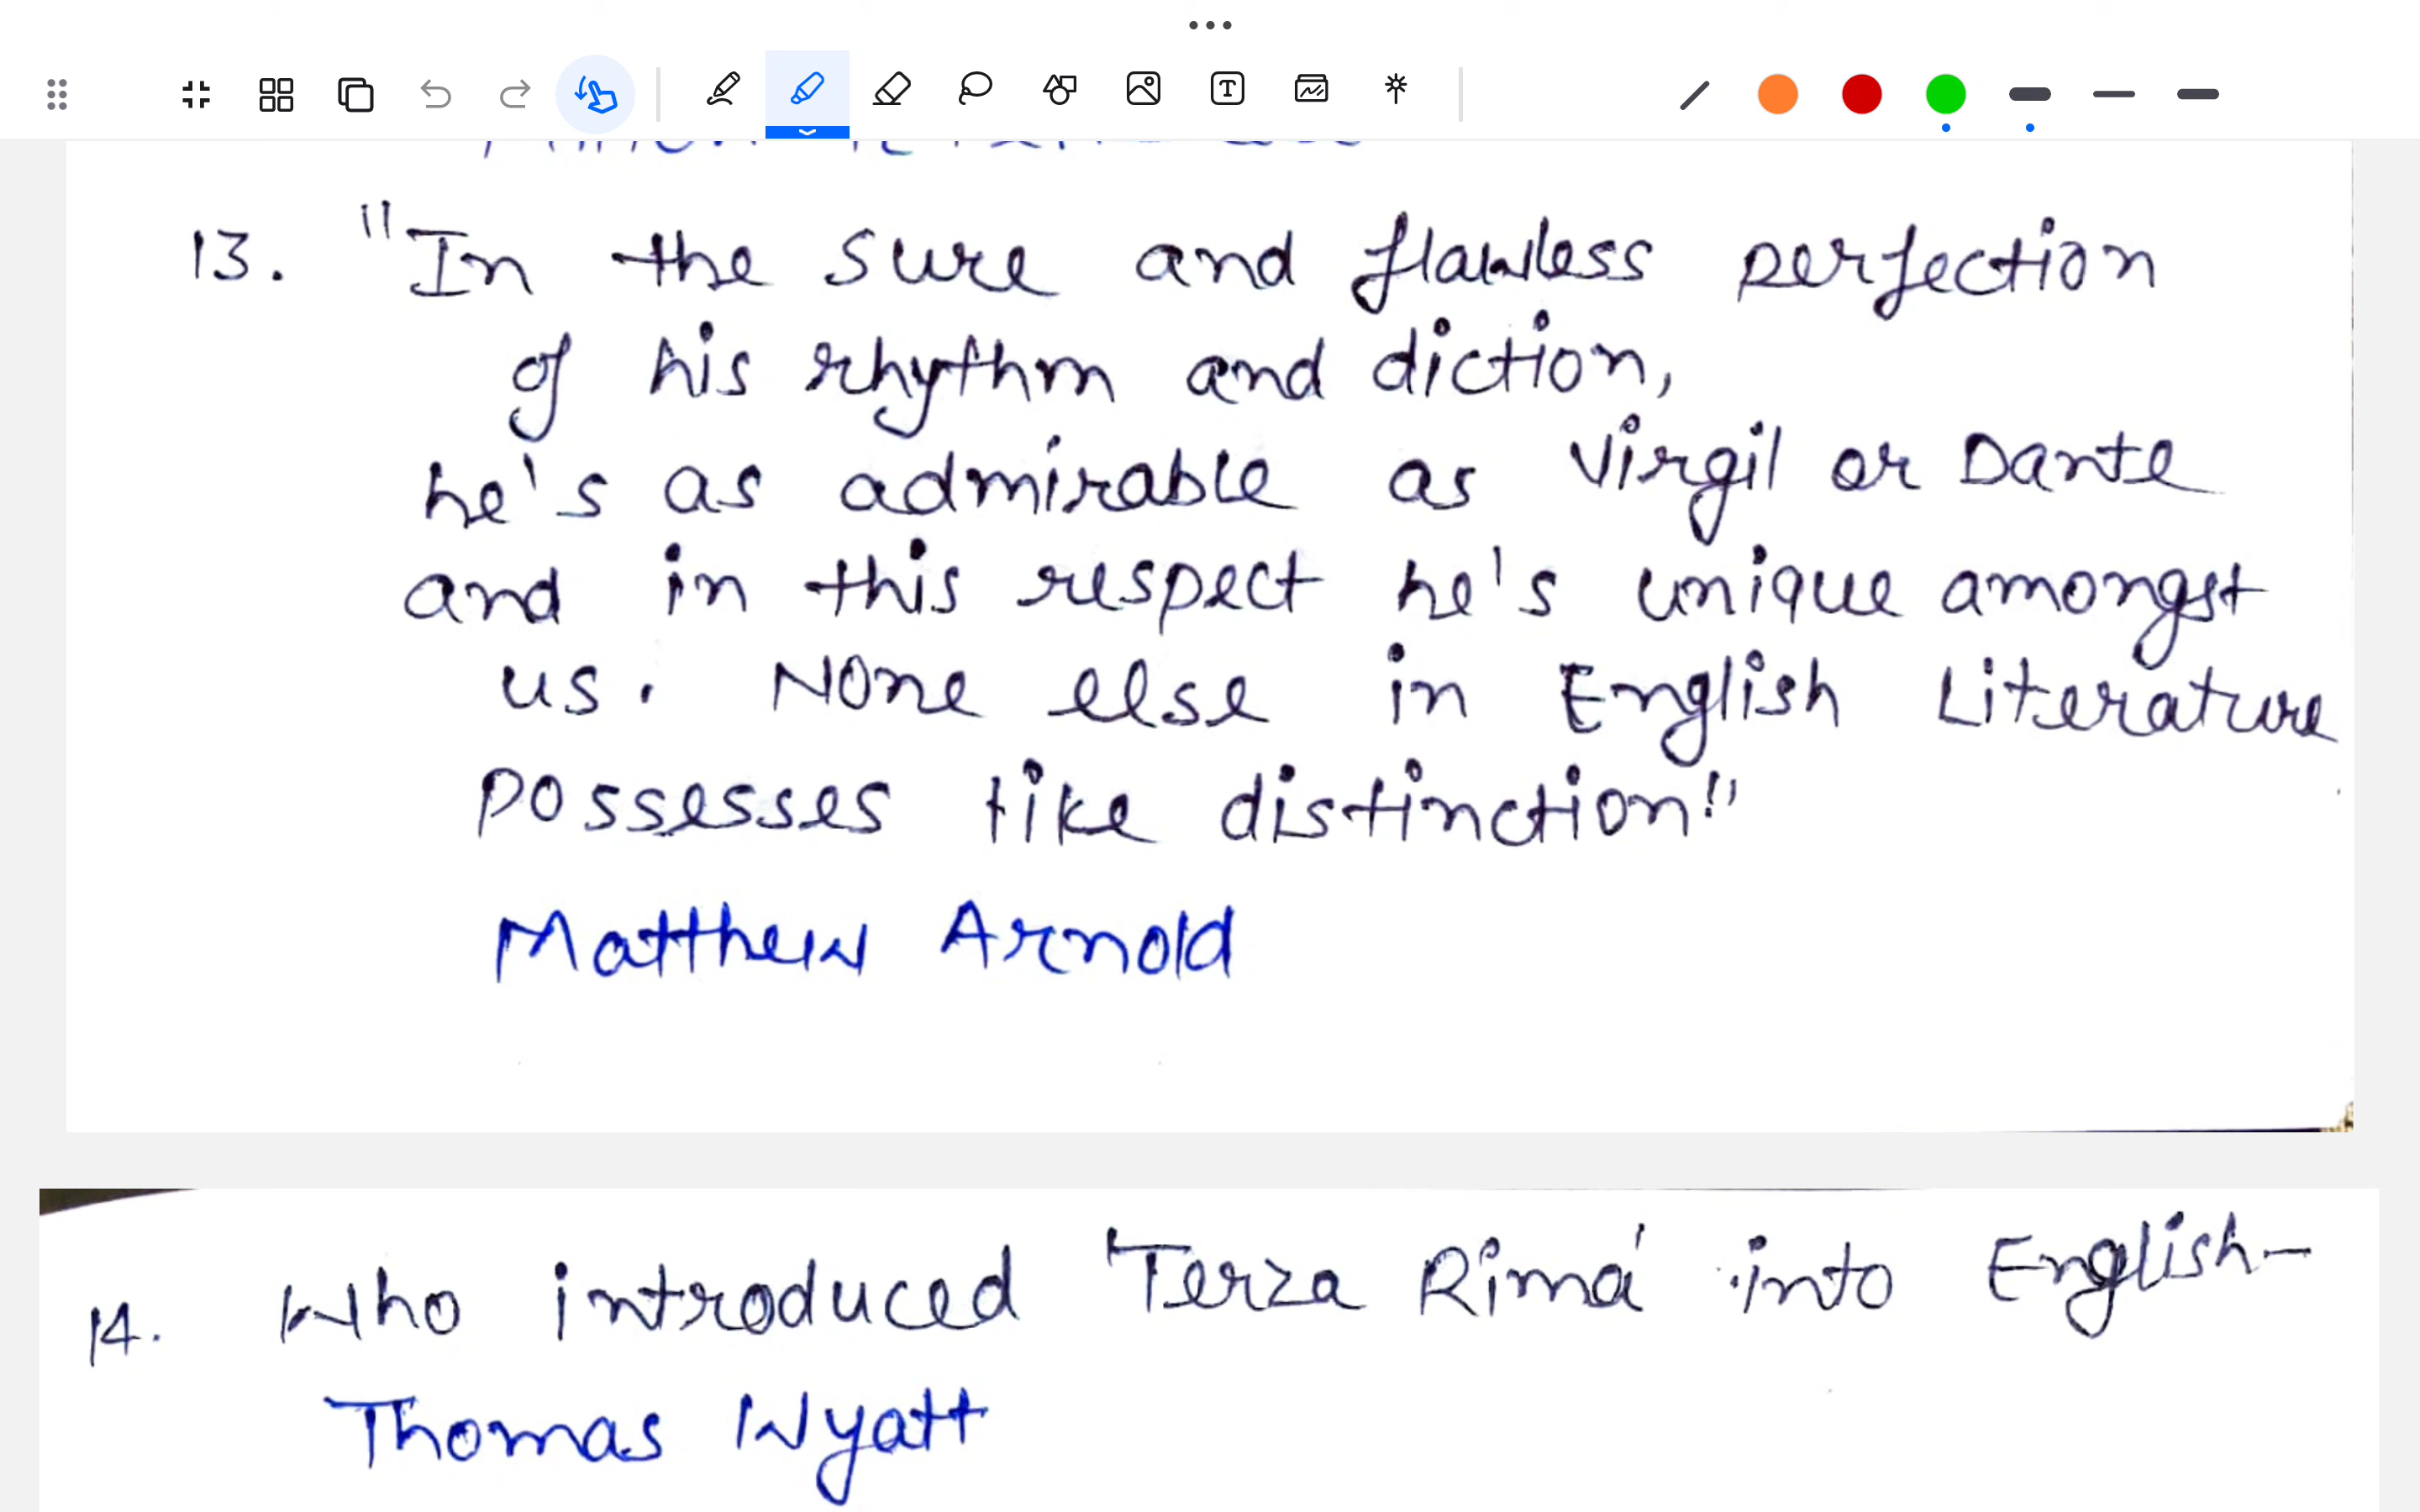 13. "In the sure and flawless perfection
of his rhythm and diction,
he's as admirable as Virgil or Dante
and in this respect he's unique amongst
us. None else in English Literature
possesses like distinction!"
Matthew Arnold
14. Who introduced 'Terza Rima' into English-
Thomas Wyatt